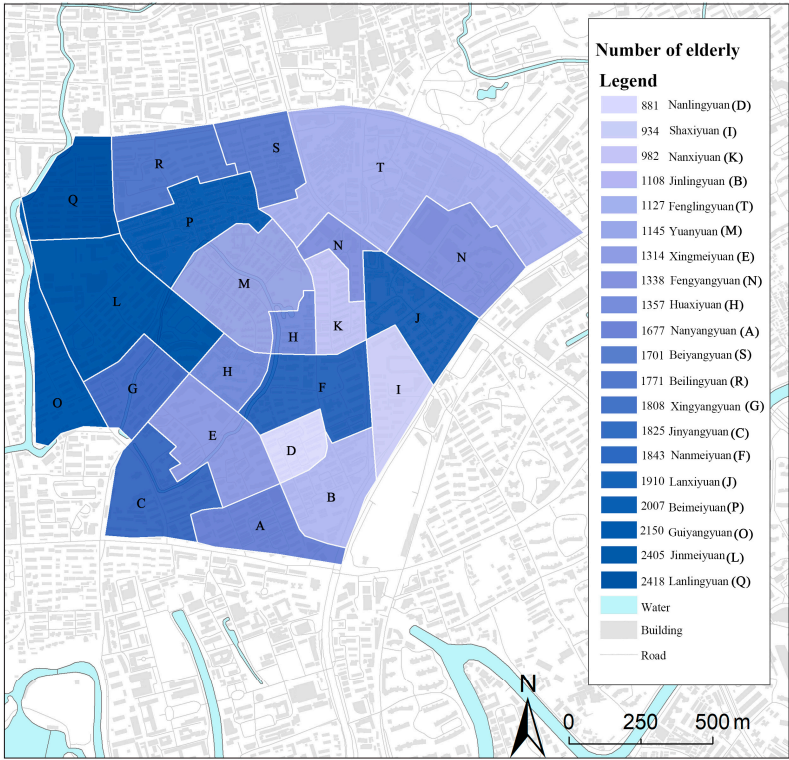 Number of elderly
Legend
881 Nanlingyuan(D)
934 Shaxiyuan (I)
982 Nanxiyuan (K)
1108 Jinlingyuan (B)
1127 Fenglingyuan(T)
1145 Yuanyuan (M)
1314 Xingmeiyuan (E)
1338 Fengyangyuan (N)
1357 Huaxiyuan (H)
1677 Nanyangyuan (A)
1701 Beiyangyuan (S)
1771 Beilingyuan (R)
1808 Xingyangyuan (G)
1825 Jinyangyuan (C)
1843 Nanmeiyuan (F)
1910 Lanxiyuan (J)
2007 Beimeiyuan (P)
2150 Guiyangyuan (O)
2405 Jinmeiyuan (L)
2418 Lanlingyuan (Q)
Water
Building
Road
R
S
T
Q
P
N
N
M
L
J
H
K
H
G
F
I
O
E
D
C
B
A
N
0 250 500 m